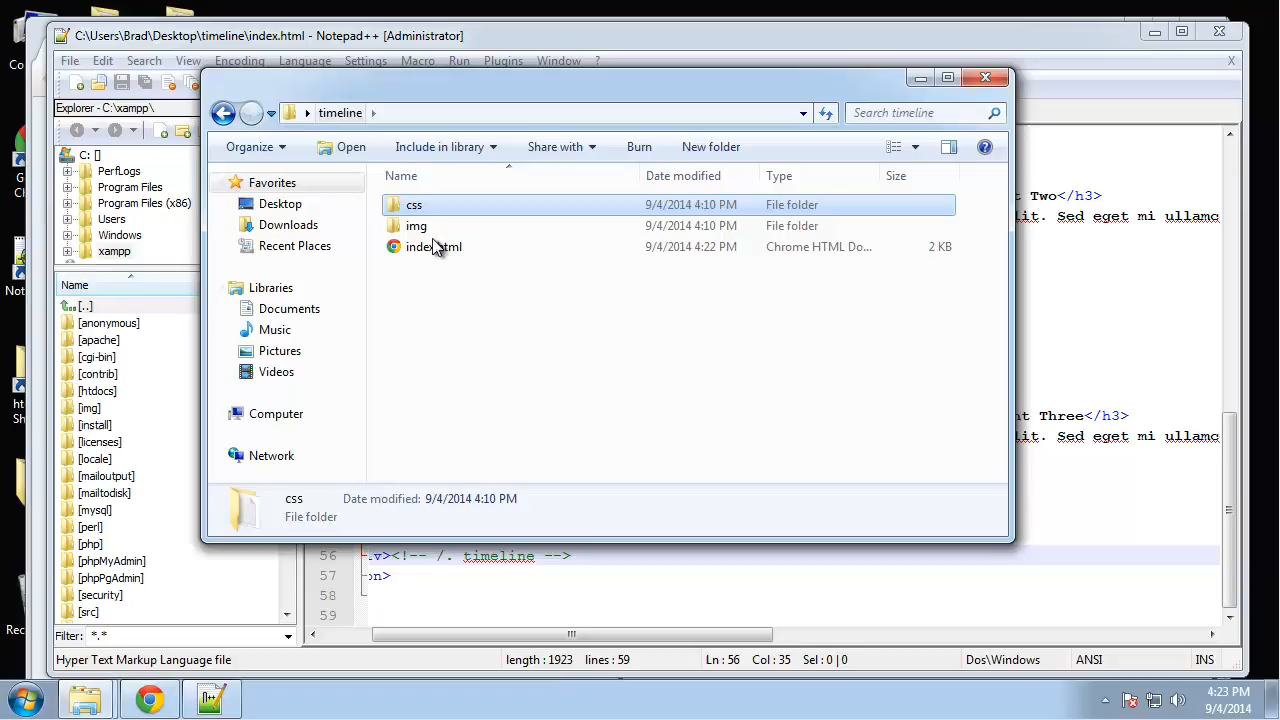 C:\Users\Brad\Desktop\timeline\index.html - Notepad++ [Administrator]
File Edit Search View Encoding Language Settings Macro Run Plugins Window ? X
Explorer - C:\xampp\
C: []
PerfLogs
Program Files
Program Files (x86)
Users
Windows
xampp
Name
[..]
[anonymous]
[apache]
[cgi-bin]
[contrib]
[htdocs]
[img]
[install]
[licenses]
[locale]
[mailoutput]
[mailtodisk]
[mysql]
[perl]
[php]
[phpMyAdmin]
[phpPgAdmin]
[security]
[src]
Filter: *.*
timeline
Search timeline
Organize Open Include in library Share with Burn New folder
Name Date modified Type Size
css 9/4/2014 4:10 PM File folder
img 9/4/2014 4:10 PM File folder
index.html 9/4/2014 4:22 PM Chrome HTML Do... 2 KB
Favorites
Desktop
Downloads
Recent Places
Libraries
Documents
Music
Pictures
Videos
Computer
Network
css Date modified: 9/4/2014 4:10 PM
File folder
t Two</h3>
lit. Sed eget mi ullamc
nt Three</h3>
lit. Sed eget mi ullamc
56 iv><!-- /. timeline -->
57 on>
58
59
Hyper Text Markup Language file length : 1923 lines : 59 Ln : 56 Col : 35 Sel : 0 | 0 Dos\Windows ANSI INS
4:23 PM
9/4/2014